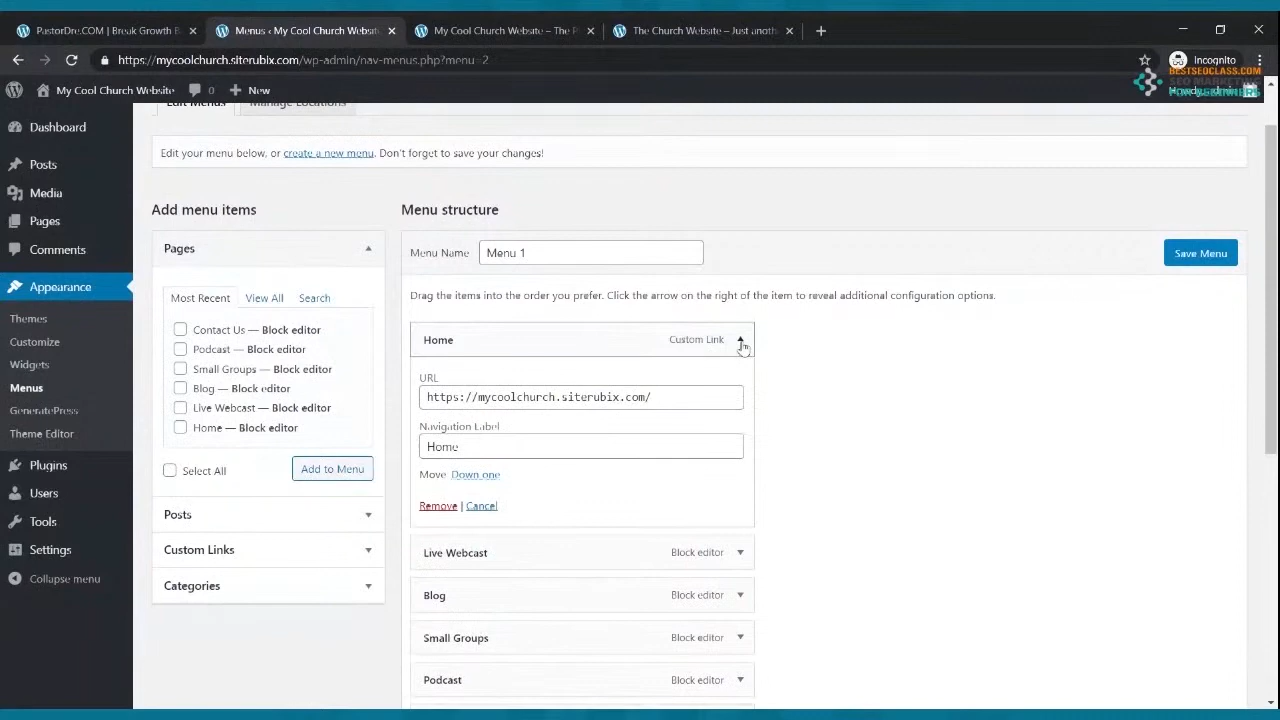 PastorDre.COM | Break Growth B
Menus ‹ My Cool Church Website
My Cool Church Website – The P
The Church Website – Just anoth
https://mycoolchurch.siterubix.com/wp-admin/nav-menus.php?menu=2
Incognito
BESTSEOCLASS.COM
SEO MARKETING
FOR BEGINNERS
My Cool Church Website
0
New
Howdy, admin
Edit Menus
Manage Locations
Dashboard
Posts
Media
Pages
Comments
Appearance
Themes
Customize
Widgets
Menus
GeneratePress
Theme Editor
Plugins
Users
Tools
Settings
Collapse menu
Edit your menu below, or create a new menu. Don't forget to save your changes!
Add menu items
Pages
Most Recent
View All
Search
Contact Us — Block editor
Podcast — Block editor
Small Groups — Block editor
Blog — Block editor
Live Webcast — Block editor
Home — Block editor
Select All
Add to Menu
Posts
Custom Links
Categories
Menu structure
Menu Name
Menu 1
Save Menu
Drag the items into the order you prefer. Click the arrow on the right of the item to reveal additional configuration options.
Home
Custom Link
URL
https://mycoolchurch.siterubix.com/
Navigation Label
Home
Move Down one
Remove | Cancel
Live Webcast
Block editor
Blog
Block editor
Small Groups
Block editor
Podcast
Block editor